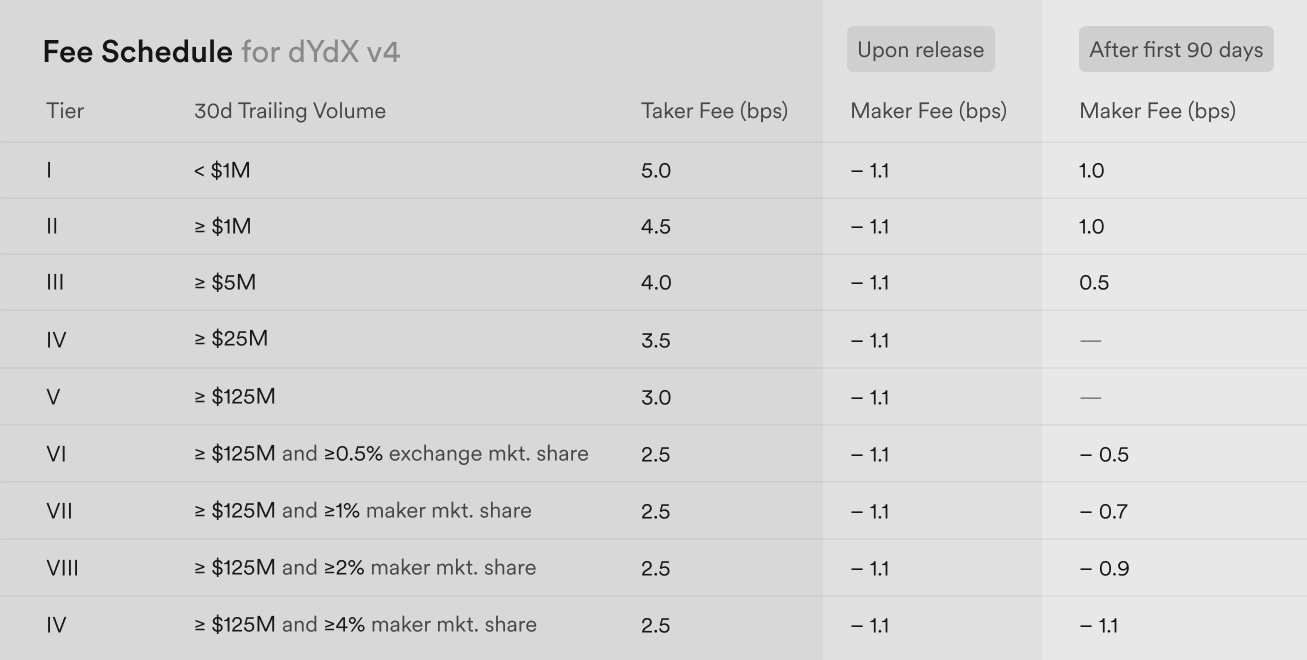 Fee Schedule for dYdX v4 Upon release After first 90 days
Tier 30d Trailing Volume Taker Fee (bps) Maker Fee (bps) Maker Fee (bps)
I < $1M 5.0 – 1.1 1.0
II ≥ $1M 4.5 – 1.1 1.0
III ≥ $5M 4.0 – 1.1 0.5
IV ≥ $25M 3.5 – 1.1 —
V ≥ $125M 3.0 – 1.1 —
VI ≥ $125M and ≥0.5% exchange mkt. share 2.5 – 1.1 – 0.5
VII ≥ $125M and ≥1% maker mkt. share 2.5 – 1.1 – 0.7
VIII ≥ $125M and ≥2% maker mkt. share 2.5 – 1.1 – 0.9
IV ≥ $125M and ≥4% maker mkt. share 2.5 – 1.1 – 1.1